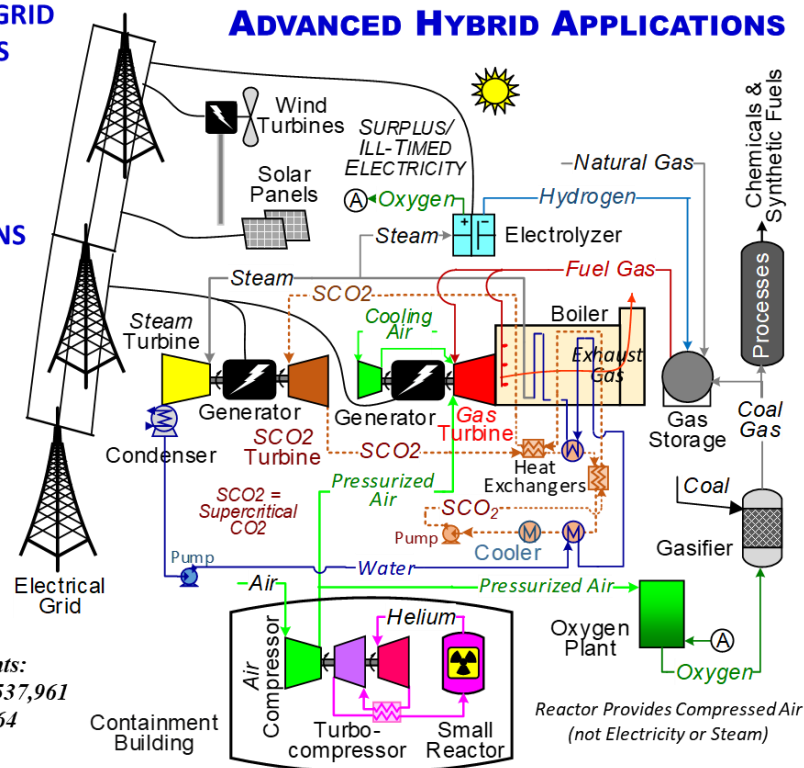 GRID
S
ADVANCED HYBRID APPLICATIONS
NS
Wind
Turbines
Solar
Panels
SURPLUS/
ILL-TIMED
ELECTRICITY
A
Oxygen
+ -
Steam
Electrolyzer
Natural Gas
Hydrogen
Chemicals &
Synthetic Fuels
Processes
Steam
SCO2
Fuel Gas
Cooling
Air
Boiler
Exhaust
Gas
Steam
Turbine
Generator
Generator
Gas
Turbine
Gas
Storage
Coal
Gas
Condenser
SCO2
Turbine
SCO2
Heat
Exchangers
Pressurized
Air
SCO2 =
Supercritical
CO2
SCO₂
Pump
M
M
M
Cooler
Coal
Gasifier
Pump
Water
Electrical
Grid
Air
Pressurized Air
Helium
Air
Compressor
Oxygen
Plant
A
Oxygen
nts:
537,961
64
Containment
Building
Turbo-
compressor
Small
Reactor
Reactor Provides Compressed Air
(not Electricity or Steam)